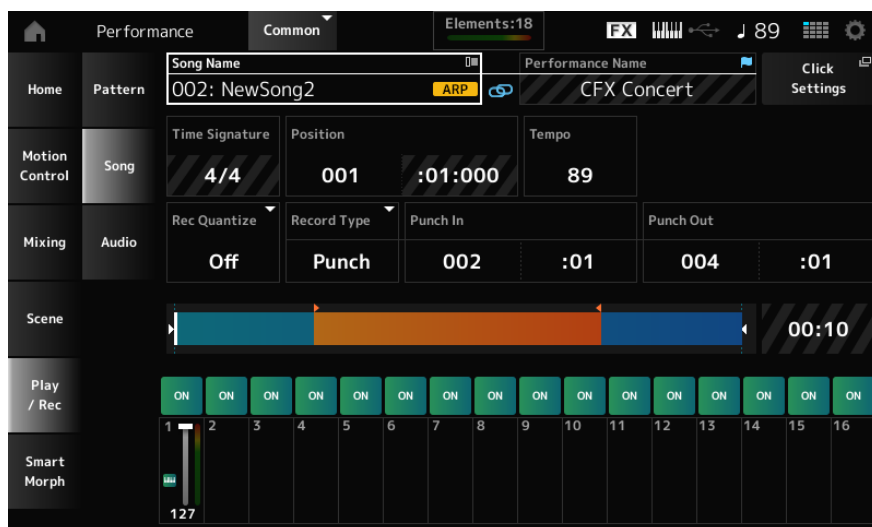 Performance
Common
Elements:18
FX
♩ 89
Home
Pattern
Song Name
002: NewSong2
ARP
Performance Name
CFX Concert
Click
Settings
Motion
Control
Song
Time Signature
4/4
Position
001
:01:000
Tempo
89
Mixing
Audio
Rec Quantize
Off
Record Type
Punch
Punch In
002
:01
Punch Out
004
:01
Scene
00:10
Play
/ Rec
ON ON ON ON ON ON ON ON ON ON ON ON ON ON ON ON
1 2 3 4 5 6 7 8 9 10 11 12 13 14 15 16
Smart
Morph
127